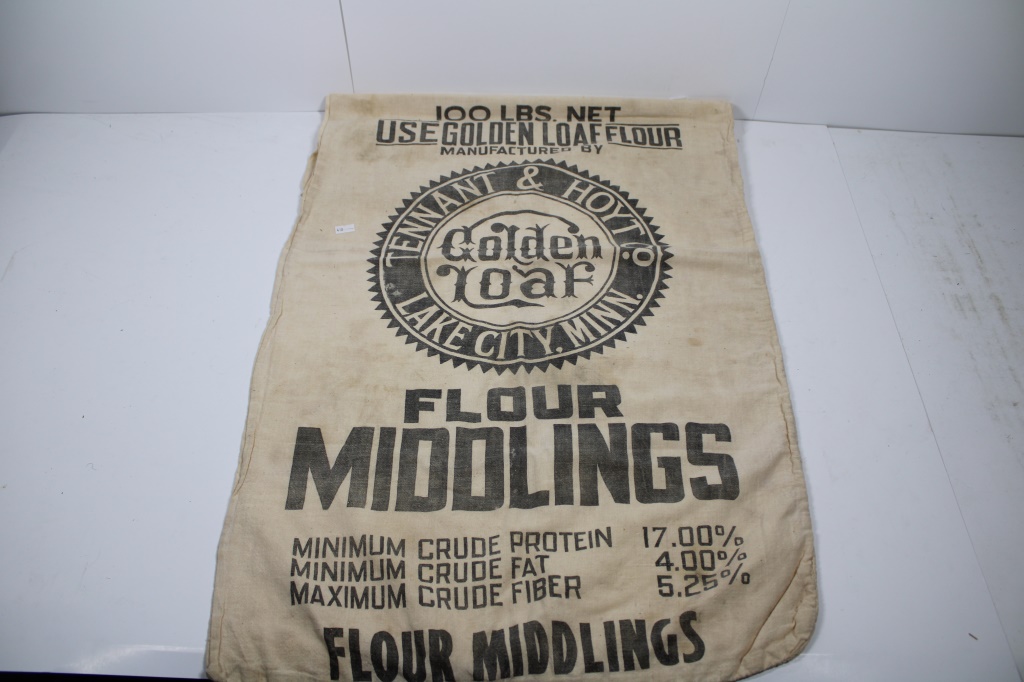 100 LBS. NET
USE GOLDEN LOAF FLOUR
MANUFACTURED BY
TENNANT & HOYT CO.
Golden
Loaf
LAKE CITY. MINN.
FLOUR
MIDDLINGS
MINIMUM CRUDE PROTEIN 17.00%
MINIMUM CRUDE FAT 4.00%
MAXIMUM CRUDE FIBER 5.25%
FLOUR MIDDLINGS